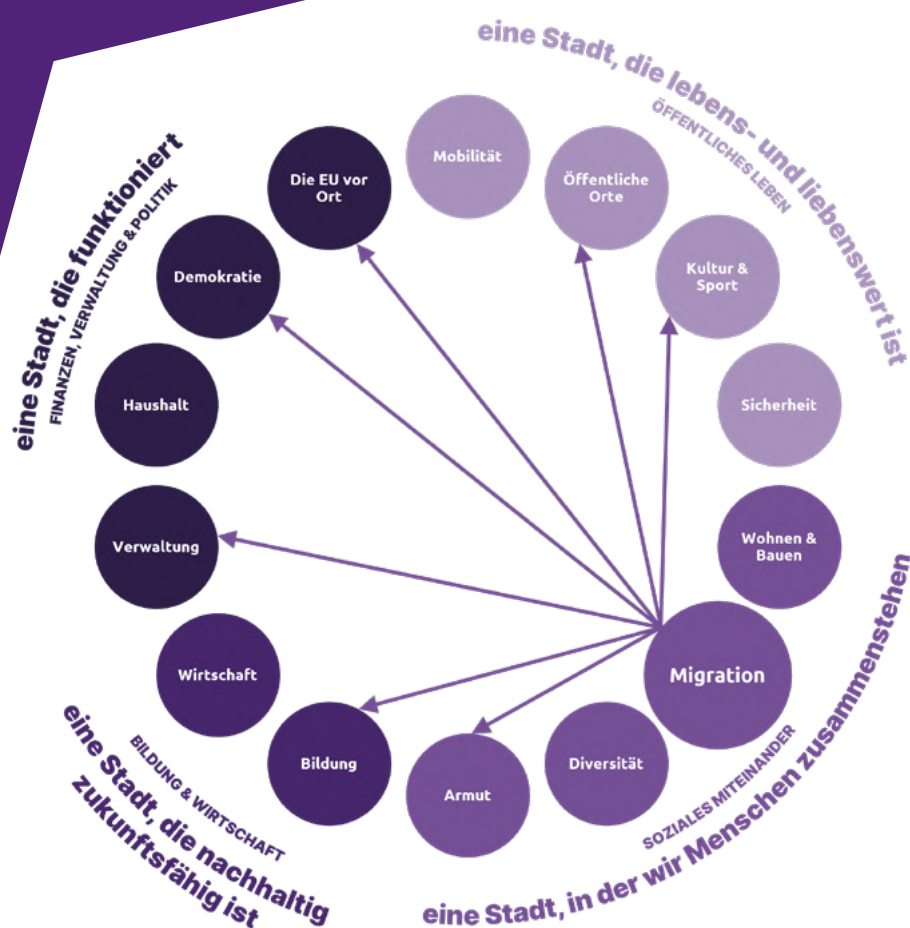 eine Stadt, die lebens- und liebenswert ist
ÖFFENTLICHES LEBEN
eine Stadt, die funktioniert
FINANZEN, VERWALTUNG & POLITIK
Mobilität
Die EU vor
Ort
Öffentliche
Orte
Demokratie
Kultur &
Sport
Haushalt
Sicherheit
Verwaltung
Wohnen &
Bauen
Wirtschaft
Migration
Bildung
Armut
Diversität
BILDUNG & WIRTSCHAFT
eine Stadt, die nachhaltig
zukunftsfähig ist
SOZIALES MITEINANDER
eine Stadt, in der wir Menschen zusammenstehen